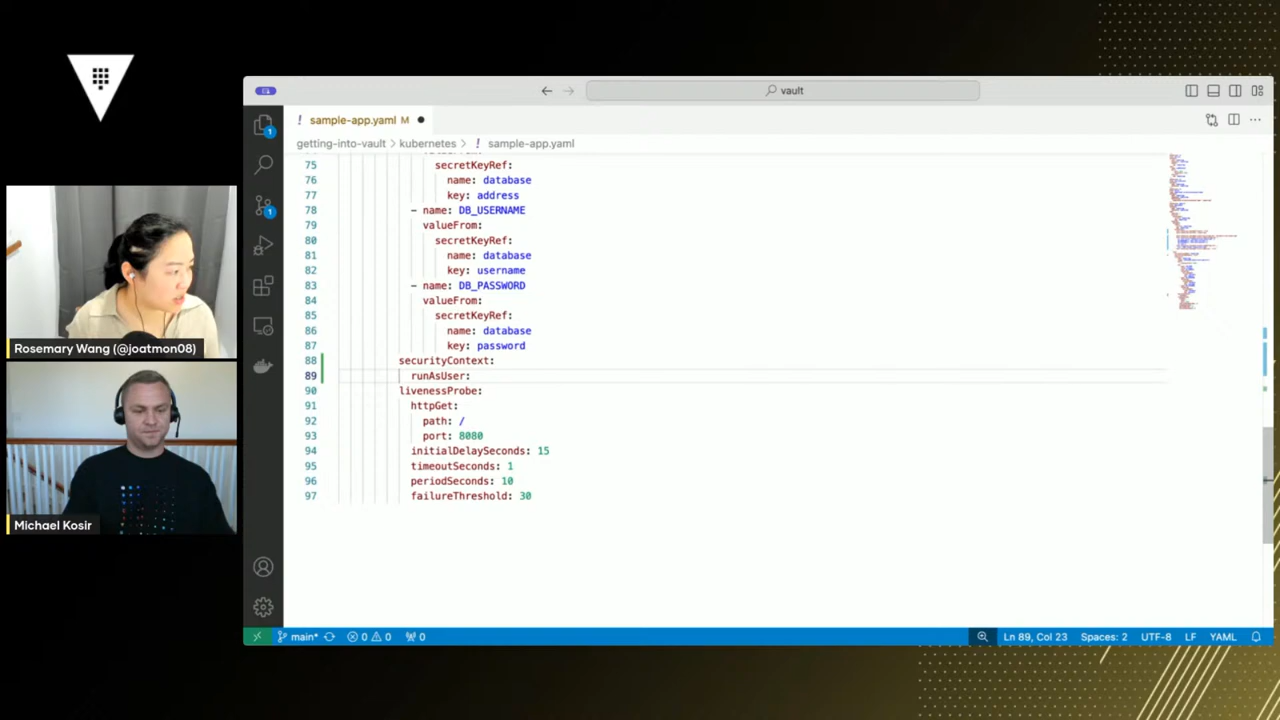 vault
sample-app.yaml M
getting-into-vault kubernetes sample-app.yaml
75 secretKeyRef:
76 name: database
77 key: address
78 - name: DB_USERNAME
79 valueFrom:
80 secretKeyRef:
81 name: database
82 key: username
83 - name: DB_PASSWORD
84 valueFrom:
85 secretKeyRef:
86 name: database
87 key: password
88 securityContext:
89 runAsUser:
90 livenessProbe:
91 httpGet:
92 path: /
93 port: 8080
94 initialDelaySeconds: 15
95 timeoutSeconds: 1
96 periodSeconds: 10
97 failureThreshold: 30
1
1
Rosemary Wang (@joatmon08)
Michael Kosir
main* 0 0 0 Ln 89, Col 23 Spaces: 2 UTF-8 LF YAML